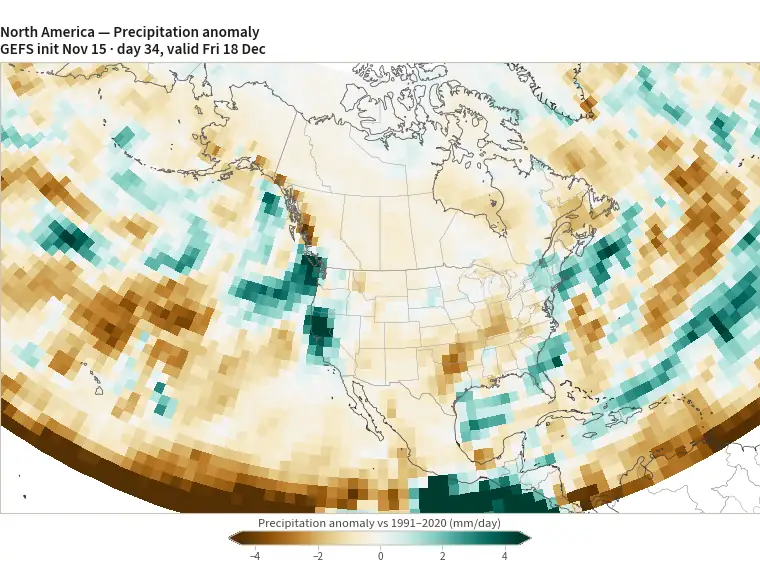 North America — Precipitation anomaly
GEFS init Nov 15 · day 34, valid Fri 18 Dec
Precipitation anomaly vs 1991–2020 (mm/day)
−4 −2 0 2 4